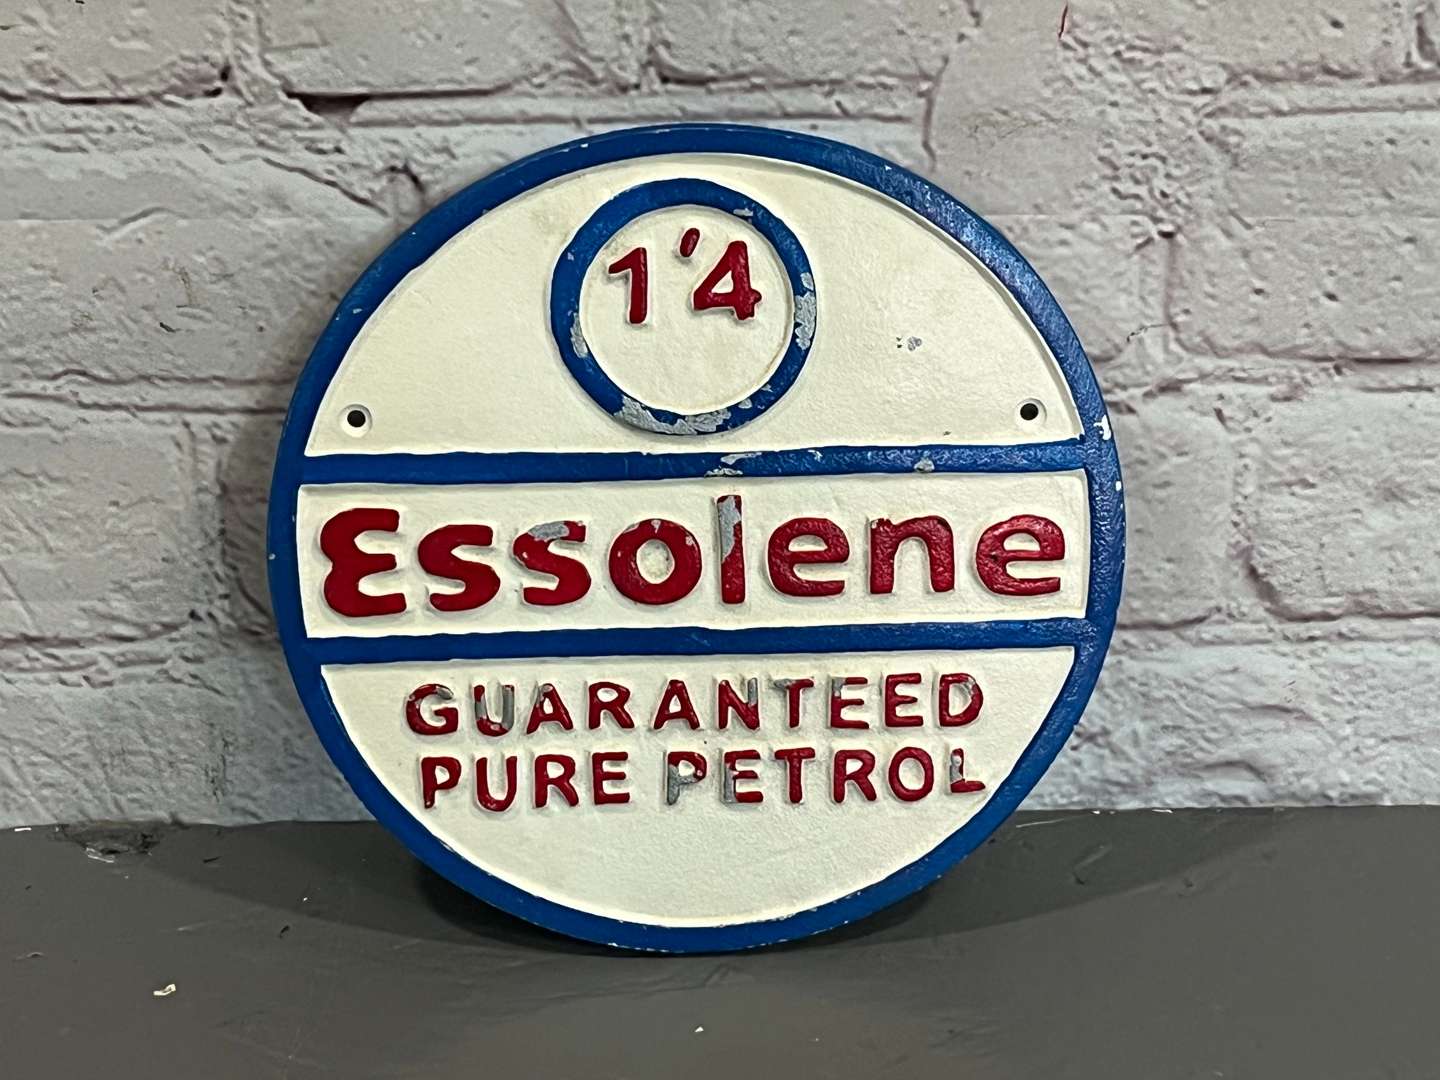 1'4
Essolene
GUARANTEED
PURE PETROL